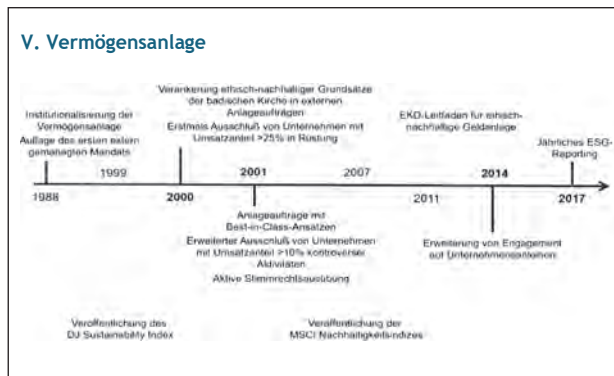 V. Vermögensanlage
Verankerung ethisch-nachhaltiger Grundsätze
der badischen Kirche in externen
Anlageaufträgen
Erstmals Ausschluß von Unternehmen mit
Umsatzanteil >25% in Rüstung
Institutionalisierung der
Vermögensanlage
Auflage des ersten extern
gemanagten Mandats
EKD-Leitfaden für ethisch-
nachhaltige Geldanlage
Jährliches ESG-
Reporting
1999
2001
2007
2014
1988
2000
2011
2017
Anlageaufträge mit
Best-in-Class-Ansätzen
Erweiterter Ausschluß von Unternehmen
mit Umsatzanteil >10% kontroverser
Aktivitäten
Aktive Stimmrechtsausübung
Erweiterung von Engagement
auf Unternehmensanleihen
Veröffentlichung des
DJ Sustainability Index
Veröffentlichung der
MSCI Nachhaltigkeitsindizes